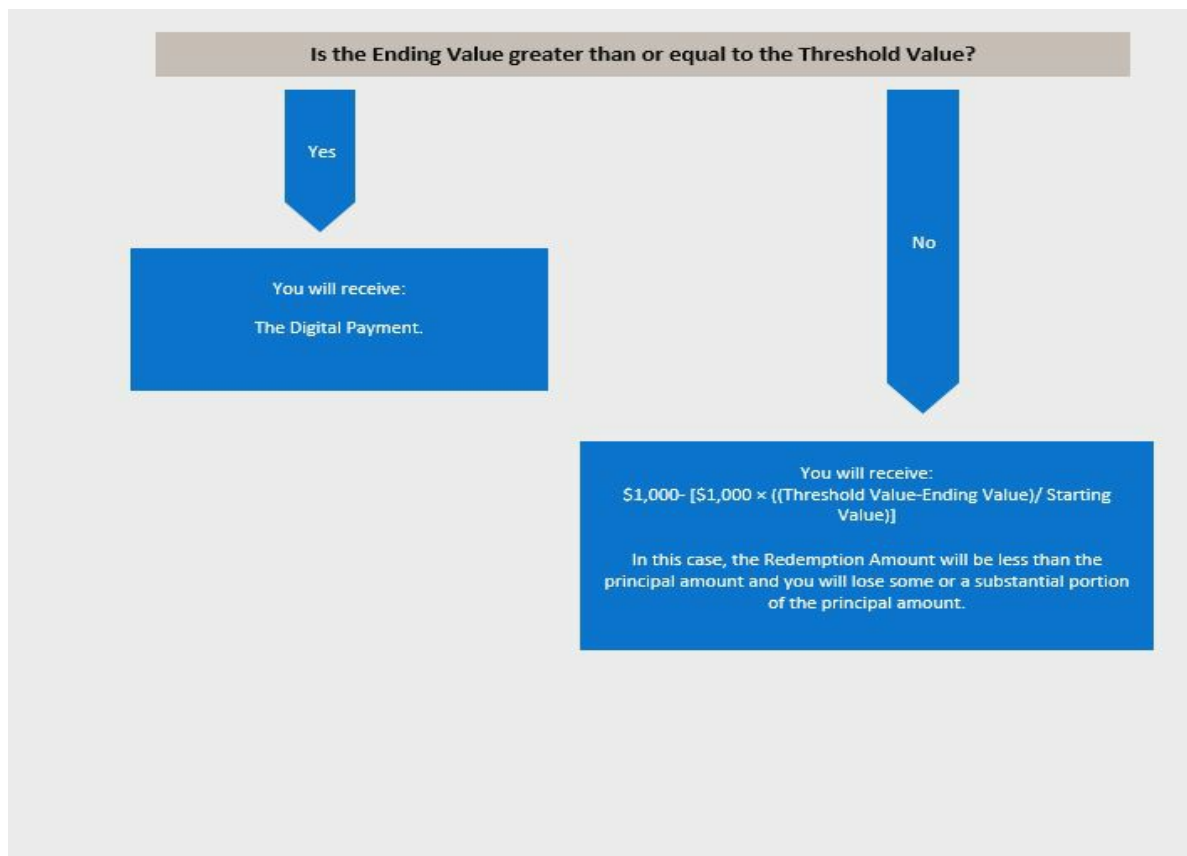 Is the Ending Value greater than or equal to the Threshold Value?
Yes
No
You will receive:
The Digital Payment.
You will receive:
$1,000- [$1,000 × ((Threshold Value-Ending Value)/ Starting
Value)]
In this case, the Redemption Amount will be less than the
principal amount and you will lose some or a substantial portion
of the principal amount.